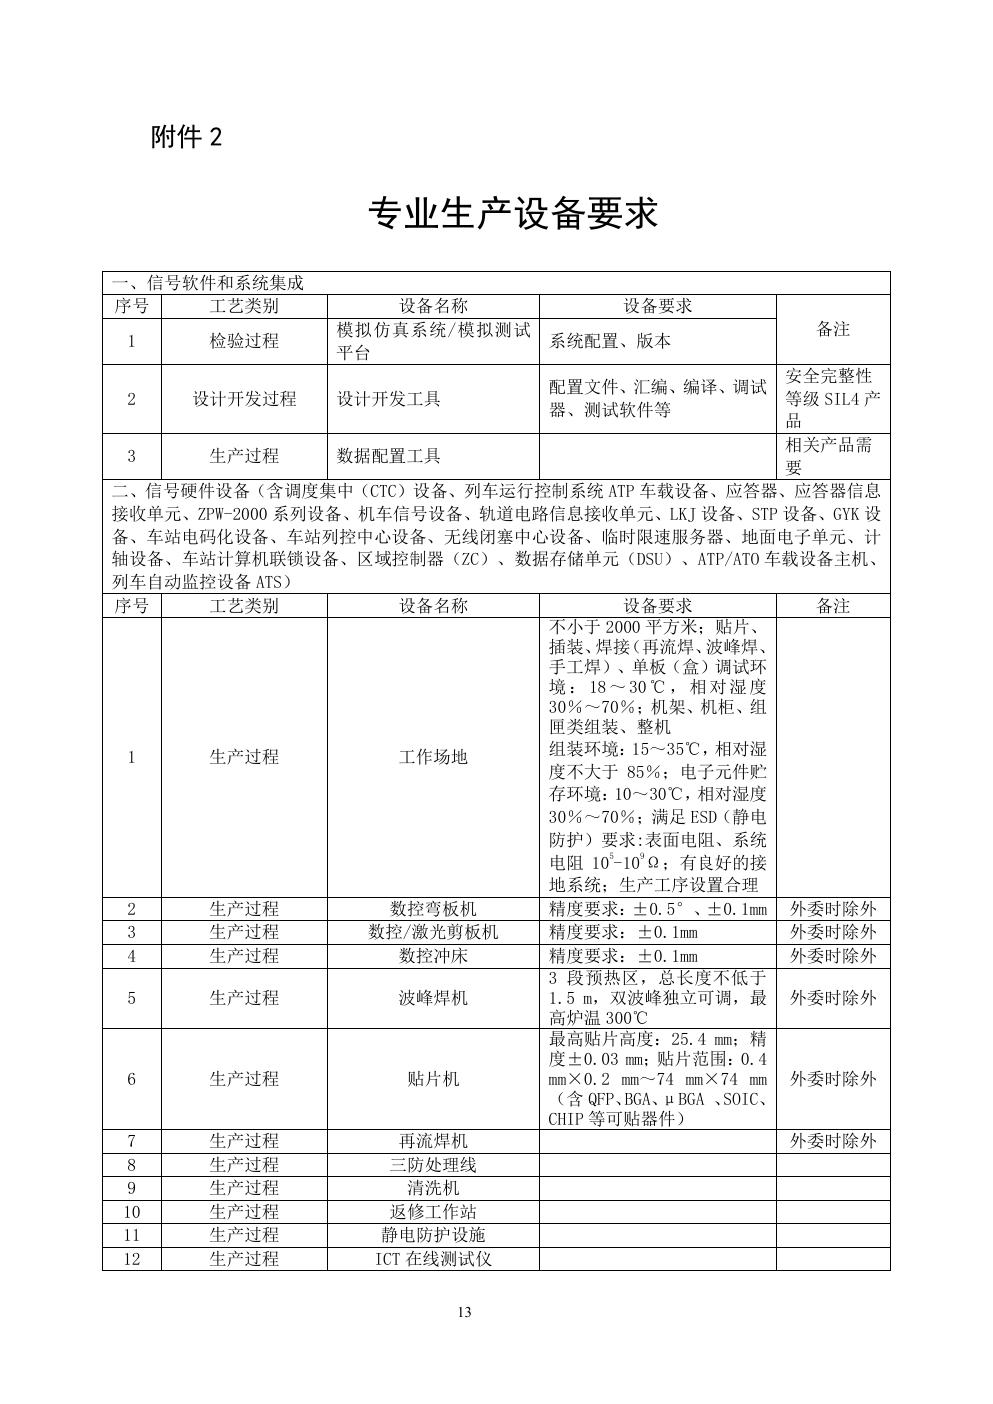 附件 2
专业生产设备要求
一、信号软件和系统集成
序号 工艺类别 设备名称 设备要求 备注
1 检验过程 模拟仿真系统/模拟测试
平台 系统配置、版本
2 设计开发过程 设计开发工具 配置文件、汇编、编译、调试
器、测试软件等 安全完整性
等级 SIL4 产
品
3 生产过程 数据配置工具 相关产品需
要
二、信号硬件设备（含调度集中（CTC）设备、列车运行控制系统 ATP 车载设备、应答器、应答器信息
接收单元、ZPW-2000 系列设备、机车信号设备、轨道电路信息接收单元、LKJ 设备、STP 设备、GYK 设
备、车站电码化设备、车站列控中心设备、无线闭塞中心设备、临时限速服务器、地面电子单元、计
轴设备、车站计算机联锁设备、区域控制器（ZC）、数据存储单元（DSU）、ATP/ATO 车载设备主机、
列车自动监控设备 ATS）
序号 工艺类别 设备名称 设备要求 备注
1 生产过程 工作场地 不小于 2000 平方米；贴片、
插装、焊接（再流焊、波峰焊、
手工焊）、单板（盒）调试环
境：18～30℃，相对湿度
30%～70%；机架、机柜、组
匣类组装、整机
组装环境：15～35℃，相对湿
度不大于 85%；电子元件贮
存环境：10～30℃，相对湿度
30%～70%；满足 ESD（静电
防护）要求:表面电阻、系统
电阻 10⁵-10⁹Ω；有良好的接
地系统；生产工序设置合理
2 生产过程 数控弯板机 精度要求：±0.5°、±0.1mm 外委时除外
3 生产过程 数控/激光剪板机 精度要求：±0.1mm 外委时除外
4 生产过程 数控冲床 精度要求：±0.1mm 外委时除外
5 生产过程 波峰焊机 3 段预热区，总长度不低于
1.5 m，双波峰独立可调，最
高炉温 300℃ 外委时除外
6 生产过程 贴片机 最高贴片高度：25.4 mm；精
度±0.03 mm；贴片范围：0.4
mm×0.2 mm～74 mm×74 mm
（含 QFP、BGA、μBGA 、SOIC、
CHIP 等可贴器件） 外委时除外
7 生产过程 再流焊机 外委时除外
8 生产过程 三防处理线
9 生产过程 清洗机
10 生产过程 返修工作站
11 生产过程 静电防护设施
12 生产过程 ICT 在线测试仪
13